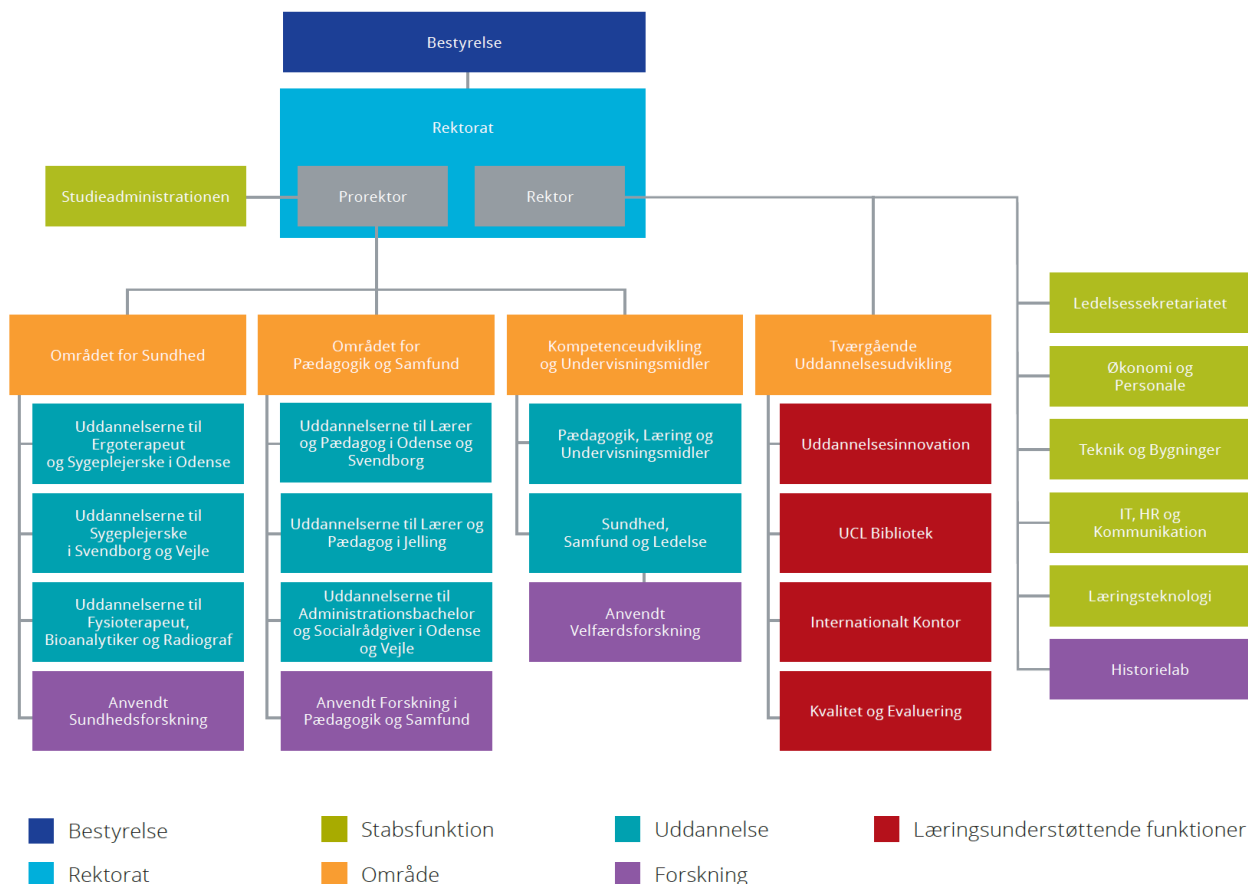 Bestyrelse
Rektorat
Studieadministrationen
Prorektor
Rektor
Området for Sundhed
Uddannelserne til
Ergoterapeut
og Sygeplejerske i Odense
Uddannelserne til
Sygeplejerske
i Svendborg og Vejle
Uddannelserne til
Fysioterapeut,
Bioanalytiker og Radiograf
Anvendt
Sundhedsforskning
Området for
Pædagogik og Samfund
Uddannelserne til Lærer
og Pædagog i Odense og
Svendborg
Uddannelserne til Lærer og
Pædagog i Jelling
Uddannelserne til
Administrationsbachelor
og Socialrådgiver i Odense
og Vejle
Anvendt Forskning i
Pædagogik og Samfund
Kompetenceudvikling
og Undervisningsmidler
Pædagogik, Læring og
Undervisningsmidler
Sundhed,
Samfund og Ledelse
Anvendt
Velfærdsforskning
Tværgående
Uddannelsesudvikling
Uddannelsesinnovation
UCL Bibliotek
Internationalt Kontor
Kvalitet og Evaluering
Ledelsessekretariatet
Økonomi og
Personale
Teknik og Bygninger
IT, HR og
Kommunikation
Læringsteknologi
Historielab
Bestyrelse
Stabsfunktion
Uddannelse
Læringsunderstøttende funktioner
Rektorat
Område
Forskning